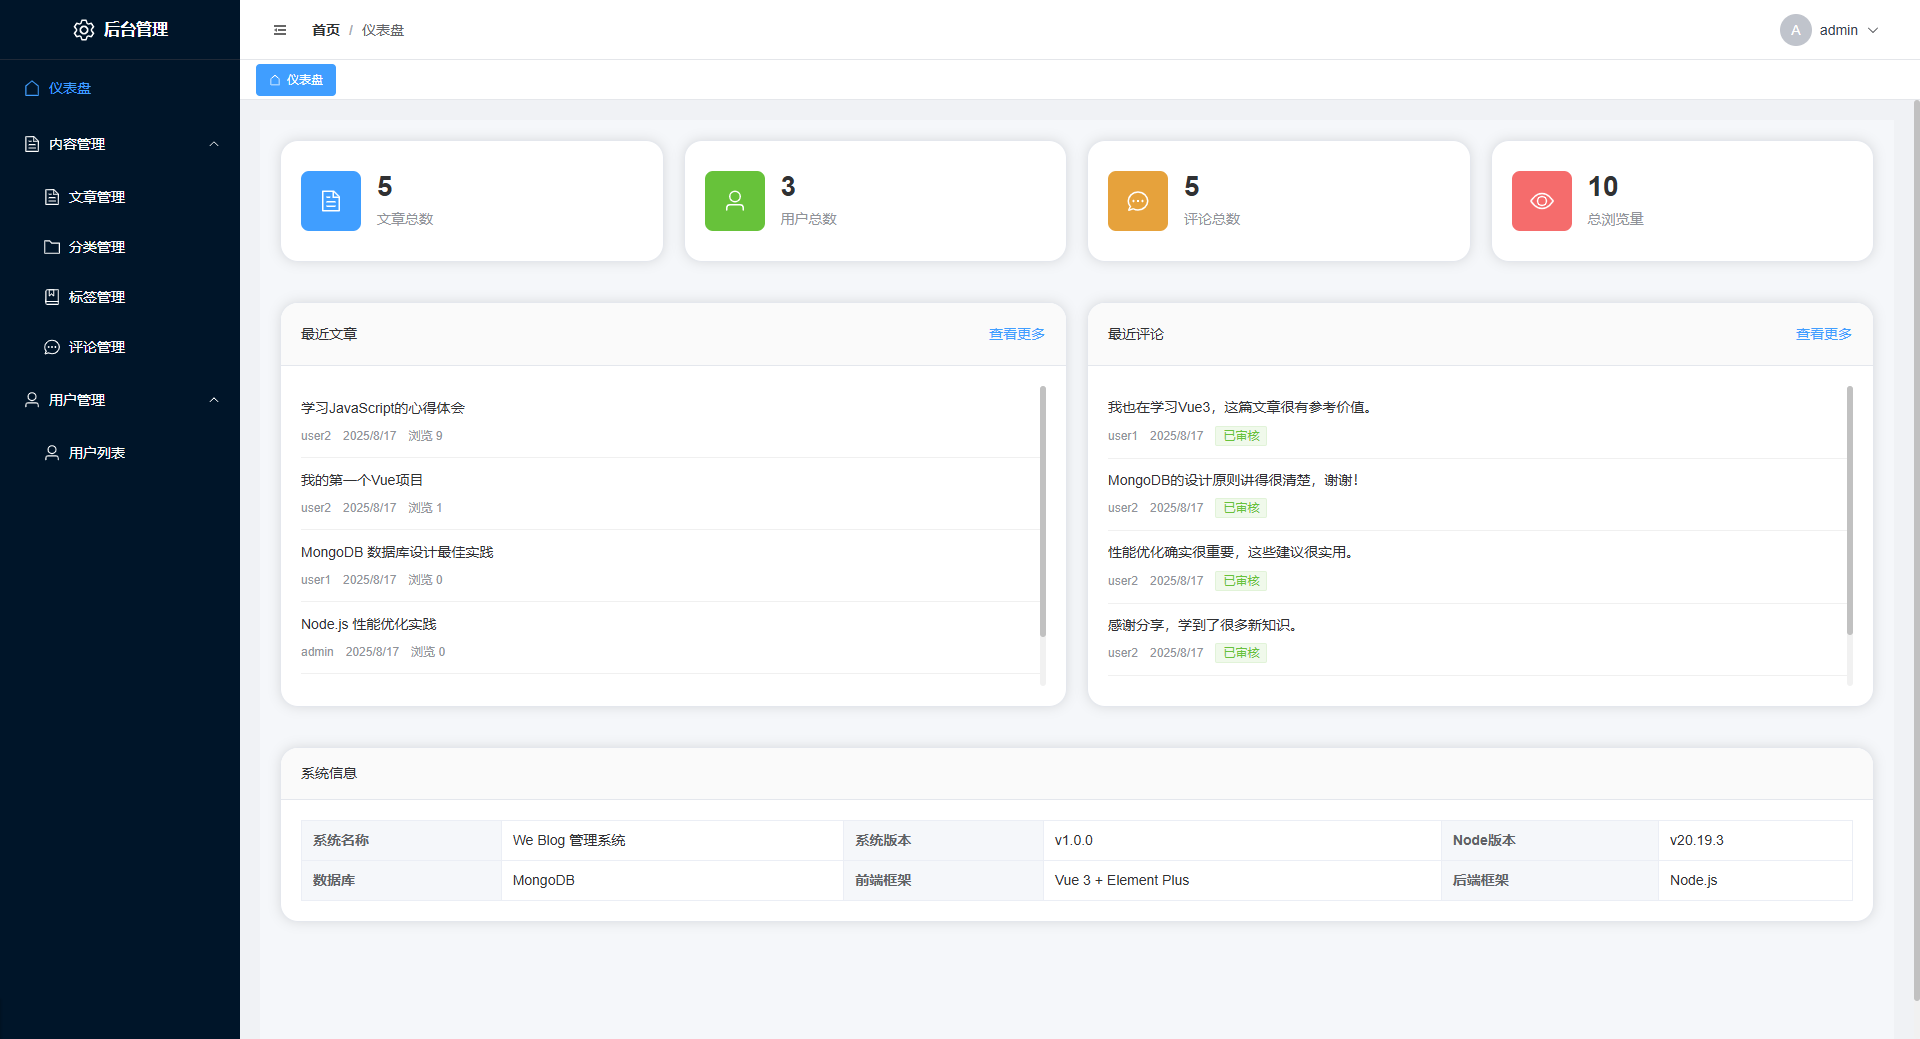 后台管理
仪表盘
内容管理
文章管理
分类管理
标签管理
评论管理
用户管理
用户列表
首页 / 仪表盘
A admin
仪表盘
5
文章总数
3
用户总数
5
评论总数
10
总浏览量
最近文章 查看更多
学习JavaScript的心得体会
user2 2025/8/17 浏览 9
我的第一个Vue项目
user2 2025/8/17 浏览 1
MongoDB 数据库设计最佳实践
user1 2025/8/17 浏览 0
Node.js 性能优化实践
admin 2025/8/17 浏览 0
最近评论 查看更多
我也在学习Vue3，这篇文章很有参考价值。
user1 2025/8/17 已审核
MongoDB的设计原则讲得很清楚，谢谢！
user2 2025/8/17 已审核
性能优化确实很重要，这些建议很实用。
user2 2025/8/17 已审核
感谢分享，学到了很多新知识。
user2 2025/8/17 已审核
系统信息
系统名称 We Blog 管理系统 系统版本 v1.0.0 Node版本 v20.19.3
数据库 MongoDB 前端框架 Vue 3 + Element Plus 后端框架 Node.js